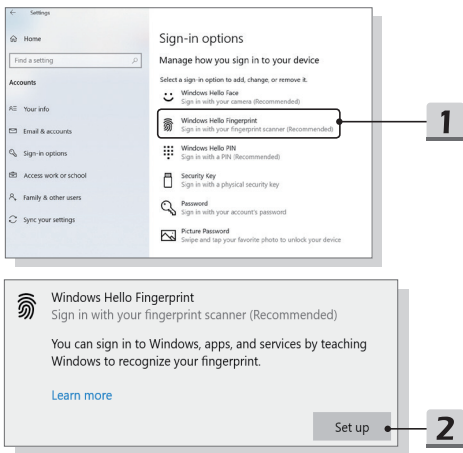 Settings
Home
Find a setting
Accounts
Your info
Email & accounts
Sign-in options
Access work or school
Family & other users
Sync your settings
Sign-in options
Manage how you sign in to your device
Select a sign-in option to add, change, or remove it.
Windows Hello Face
Sign in with your camera (Recommended)
Windows Hello Fingerprint
Sign in with your fingerprint scanner (Recommended)
Windows Hello PIN
Sign in with a PIN (Recommended)
Security Key
Sign in with a physical security key
Password
Sign in with your account's password
Picture Password
Swipe and tap your favorite photo to unlock your device
1
Windows Hello Fingerprint
Sign in with your fingerprint scanner (Recommended)
You can sign in to Windows, apps, and services by teaching
Windows to recognize your fingerprint.
Learn more
Set up
2